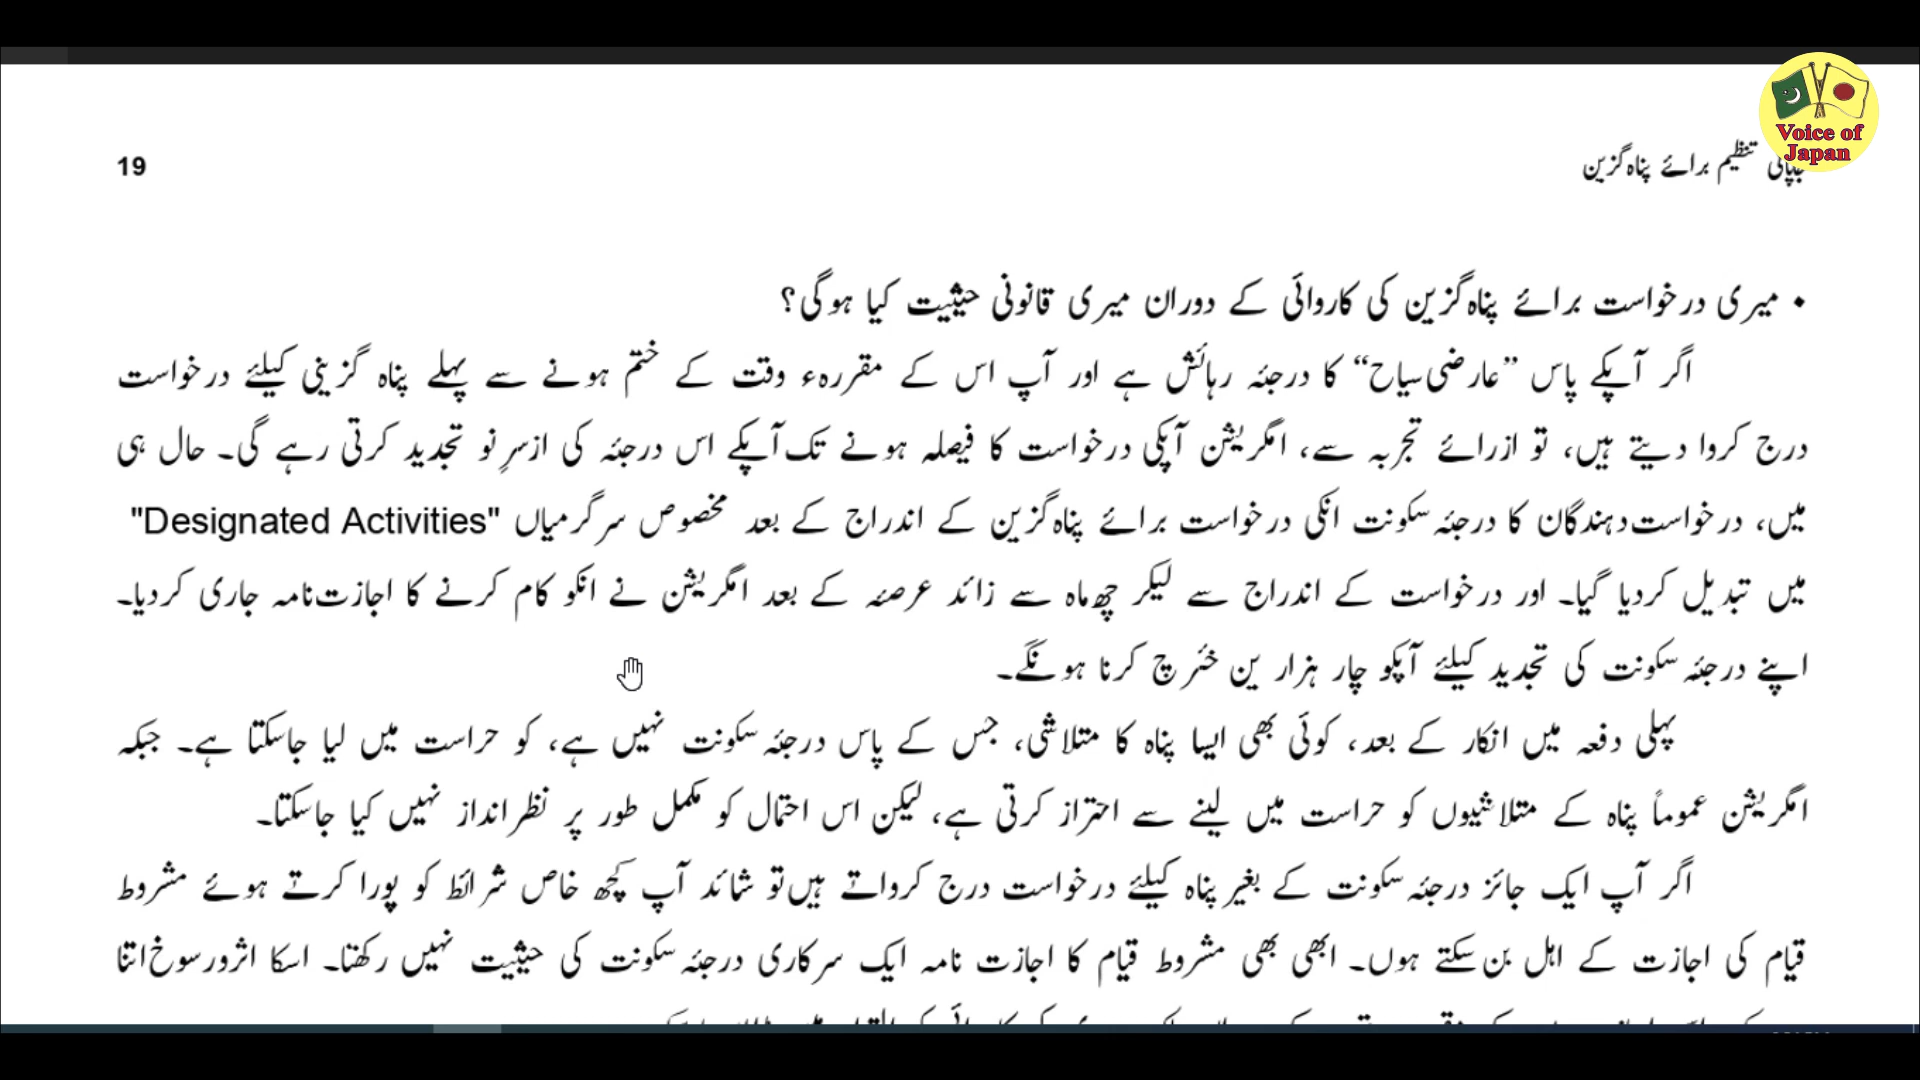 Voice of
Japan
تنظیم برائے پناہ گزین
19
• میری درخواست برائے پناہ گزین کی کاروائی کے دوران میری قانونی حیثیت کیا ہوگی؟
اگر آپکے پاس ”عارضی سیاح“ کا درجئہ رہائش ہے اور آپ اس کے مقررہء وقت کے ختم ہونے سے پہلے پناہ گزینی کیلئے درخواست
درج کروا دیتے ہیں، تو ازرائے تجربہ سے، امگریشن آپکی درخواست کا فیصلہ ہونے تک آپکے اس درجئہ کی ازسرِنو تجدید کرتی رہے گی۔ حال ہی
میں، درخواست دہندگان کا درجئہ سکونت انکی درخواست برائے پناہ گزین کے اندراج کے بعد مخصوص سرگرمیاں "Designated Activities"
میں تبدیل کردیا گیا۔ اور درخواست کے اندراج سے لیکر چھ ماہ سے زائد عرصئہ کے بعد امگریشن نے انکو کام کرنے کا اجازت نامہ جاری کردیا۔
اپنے درجئہ سکونت کی تجدید کیلئے آپکو چار ہزار ین خرچ کرنا ہونگے۔
پہلی دفعہ میں انکار کے بعد، کوئی بھی ایسا پناہ کا متلاشی، جس کے پاس درجئہ سکونت نہیں ہے، کو حراست میں لیا جاسکتا ہے۔ جبکہ
امگریشن عموماً پناہ کے متلاشیوں کو حراست میں لینے سے احتراز کرتی ہے، لیکن اس احتمال کو مکمل طور پر نظرانداز نہیں کیا جاسکتا۔
اگر آپ ایک جائز درجئہ سکونت کے بغیر پناہ کیلئے درخواست درج کرواتے ہیں تو شائد آپ کچھ خاص شرائط کو پورا کرتے ہوئے مشروط
قیام کی اجازت کے اہل بن سکتے ہوں۔ ابھی بھی مشروط قیام کا اجازت نامہ ایک سرکاری درجئہ سکونت کی حیثیت نہیں رکھتا۔ اسکا اثرورسوخ اتنا